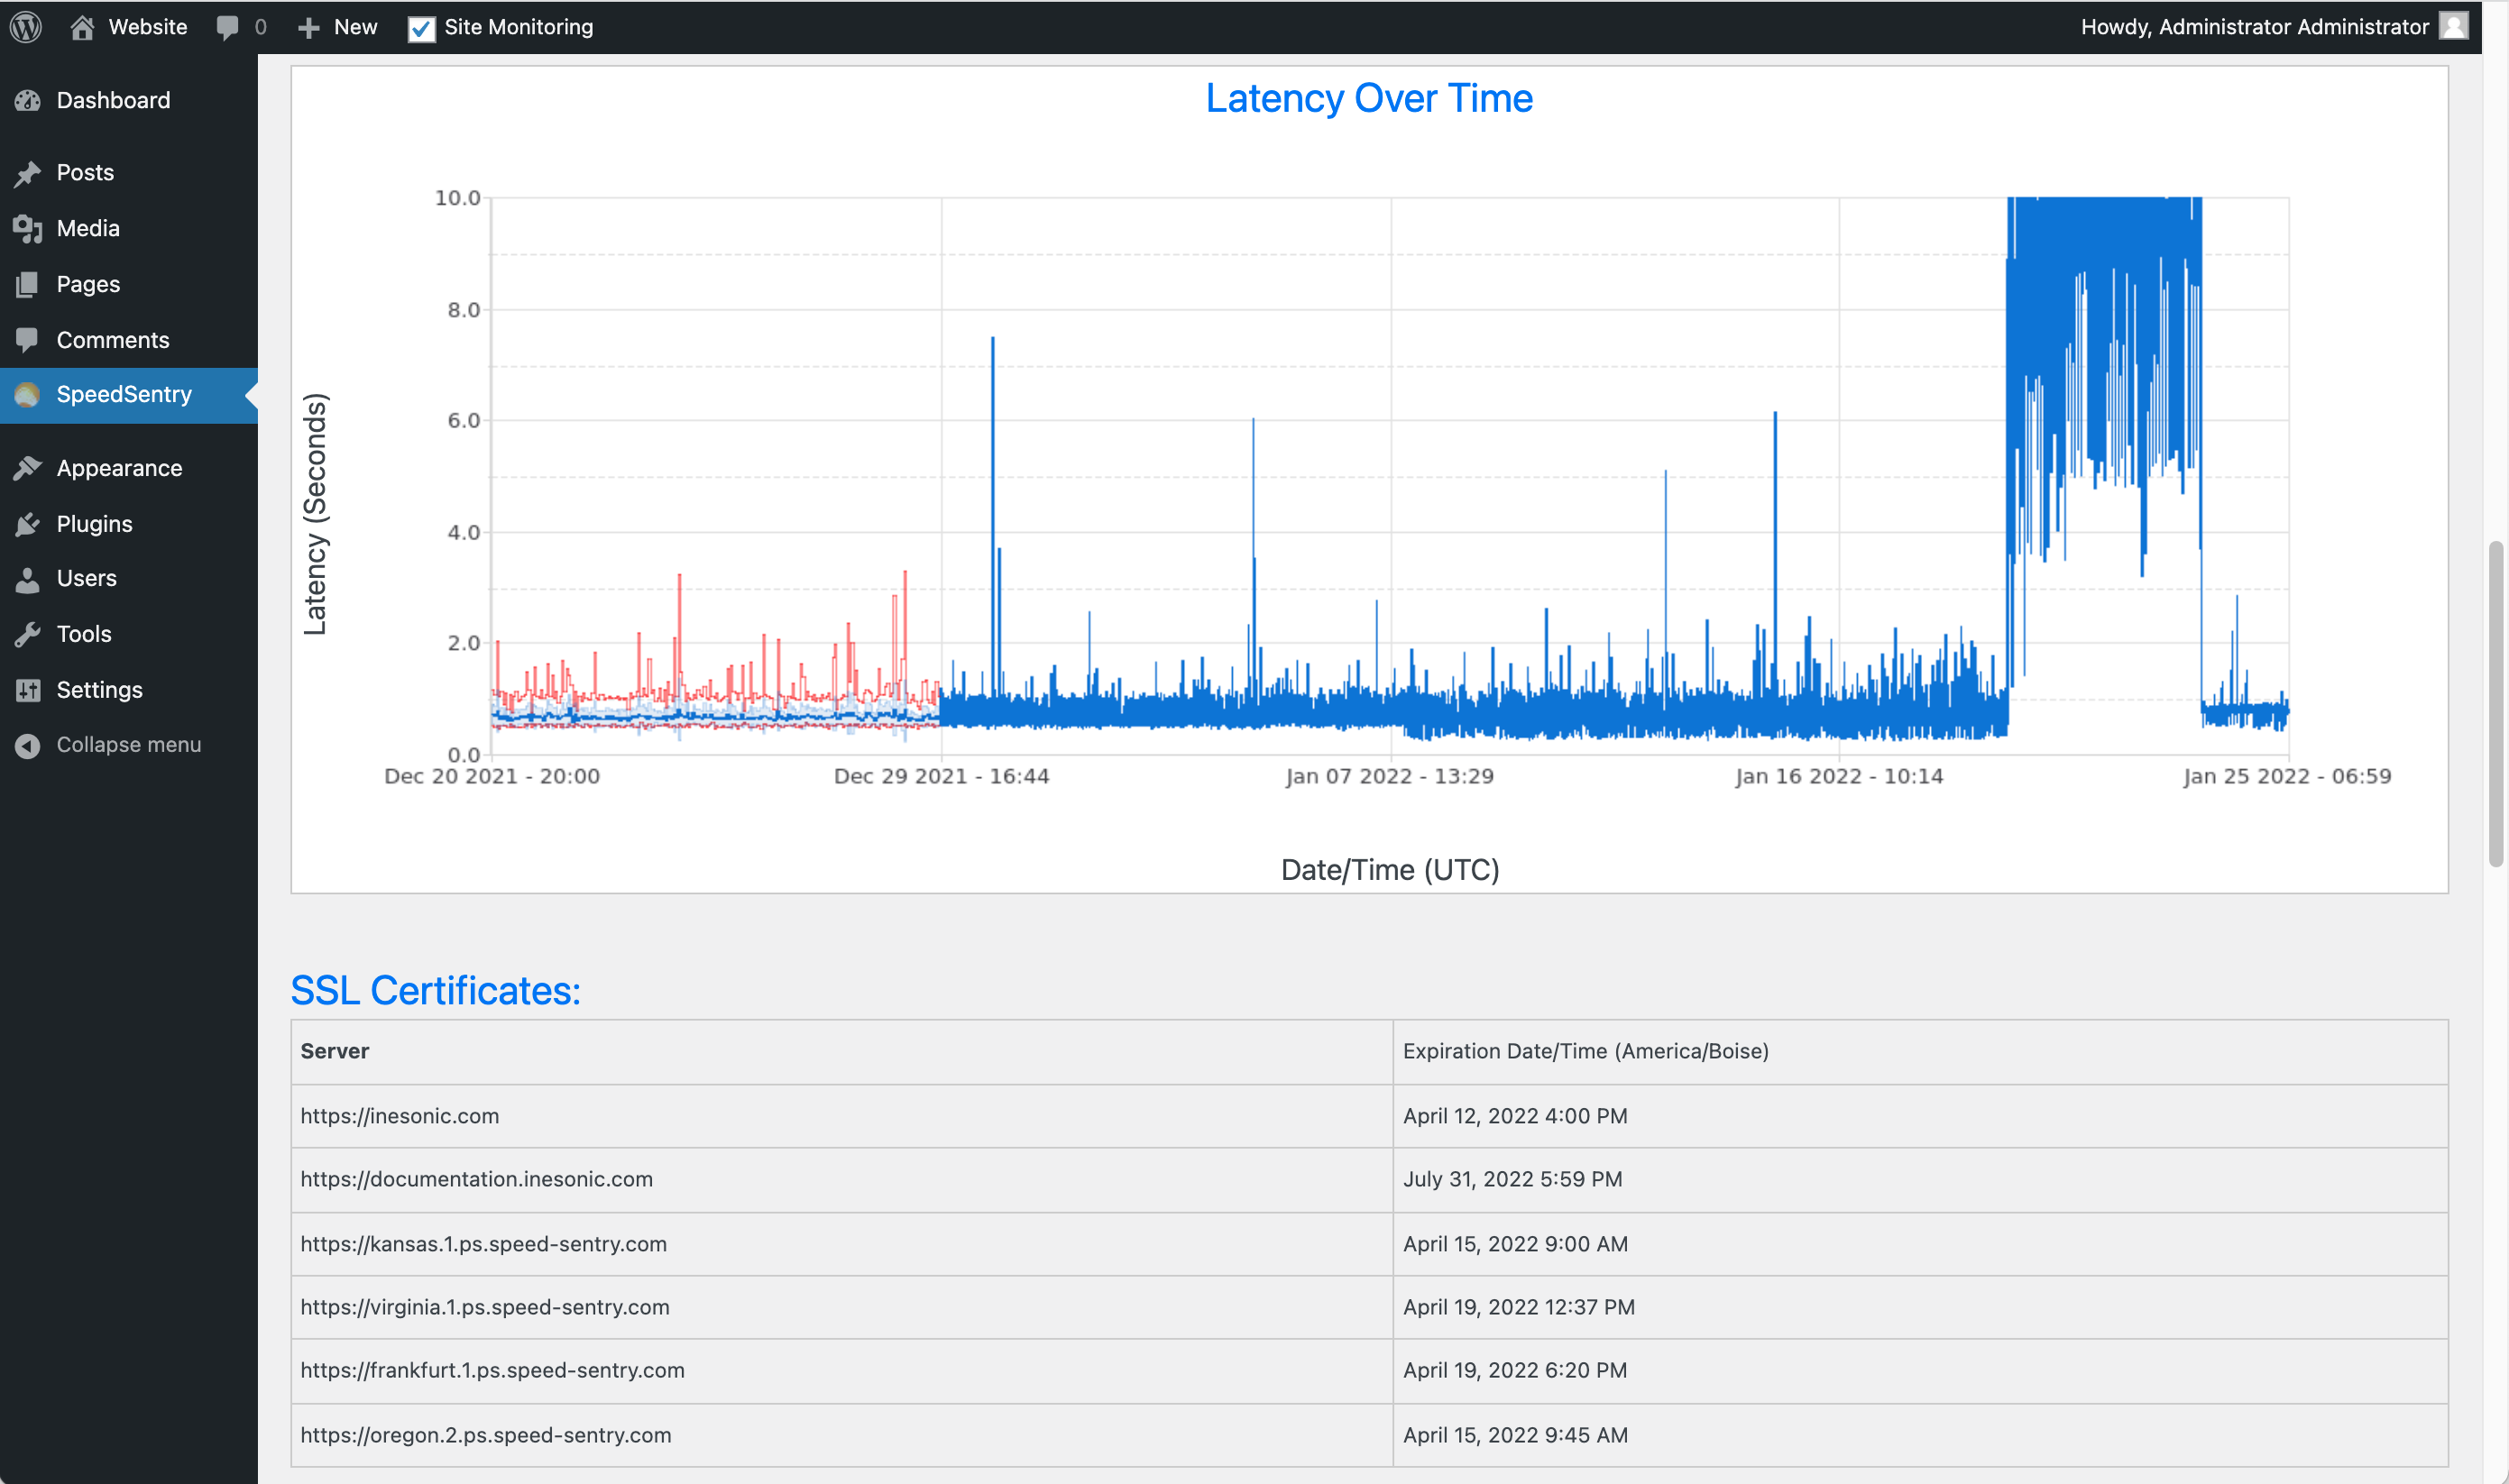 Website
0
New
Site Monitoring
Howdy, Administrator Administrator
Dashboard
Posts
Media
Pages
Comments
SpeedSentry
Appearance
Plugins
Users
Tools
Settings
Collapse menu
Latency Over Time
Latency (Seconds)
10.0
8.0
6.0
4.0
2.0
0.0
Dec 20 2021 - 20:00
Dec 29 2021 - 16:44
Jan 07 2022 - 13:29
Jan 16 2022 - 10:14
Jan 25 2022 - 06:59
Date/Time (UTC)
SSL Certificates:
Server Expiration Date/Time (America/Boise)
https://inesonic.com April 12, 2022 4:00 PM
https://documentation.inesonic.com July 31, 2022 5:59 PM
https://kansas.1.ps.speed-sentry.com April 15, 2022 9:00 AM
https://virginia.1.ps.speed-sentry.com April 19, 2022 12:37 PM
https://frankfurt.1.ps.speed-sentry.com April 19, 2022 6:20 PM
https://oregon.2.ps.speed-sentry.com April 15, 2022 9:45 AM